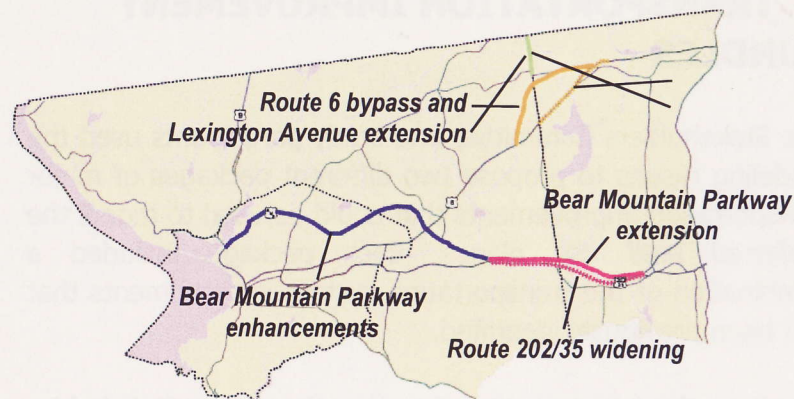 Route 6 bypass and
Lexington Avenue extension
Bear Mountain Parkway
extension
Bear Mountain Parkway
enhancements
Route 202/35 widening